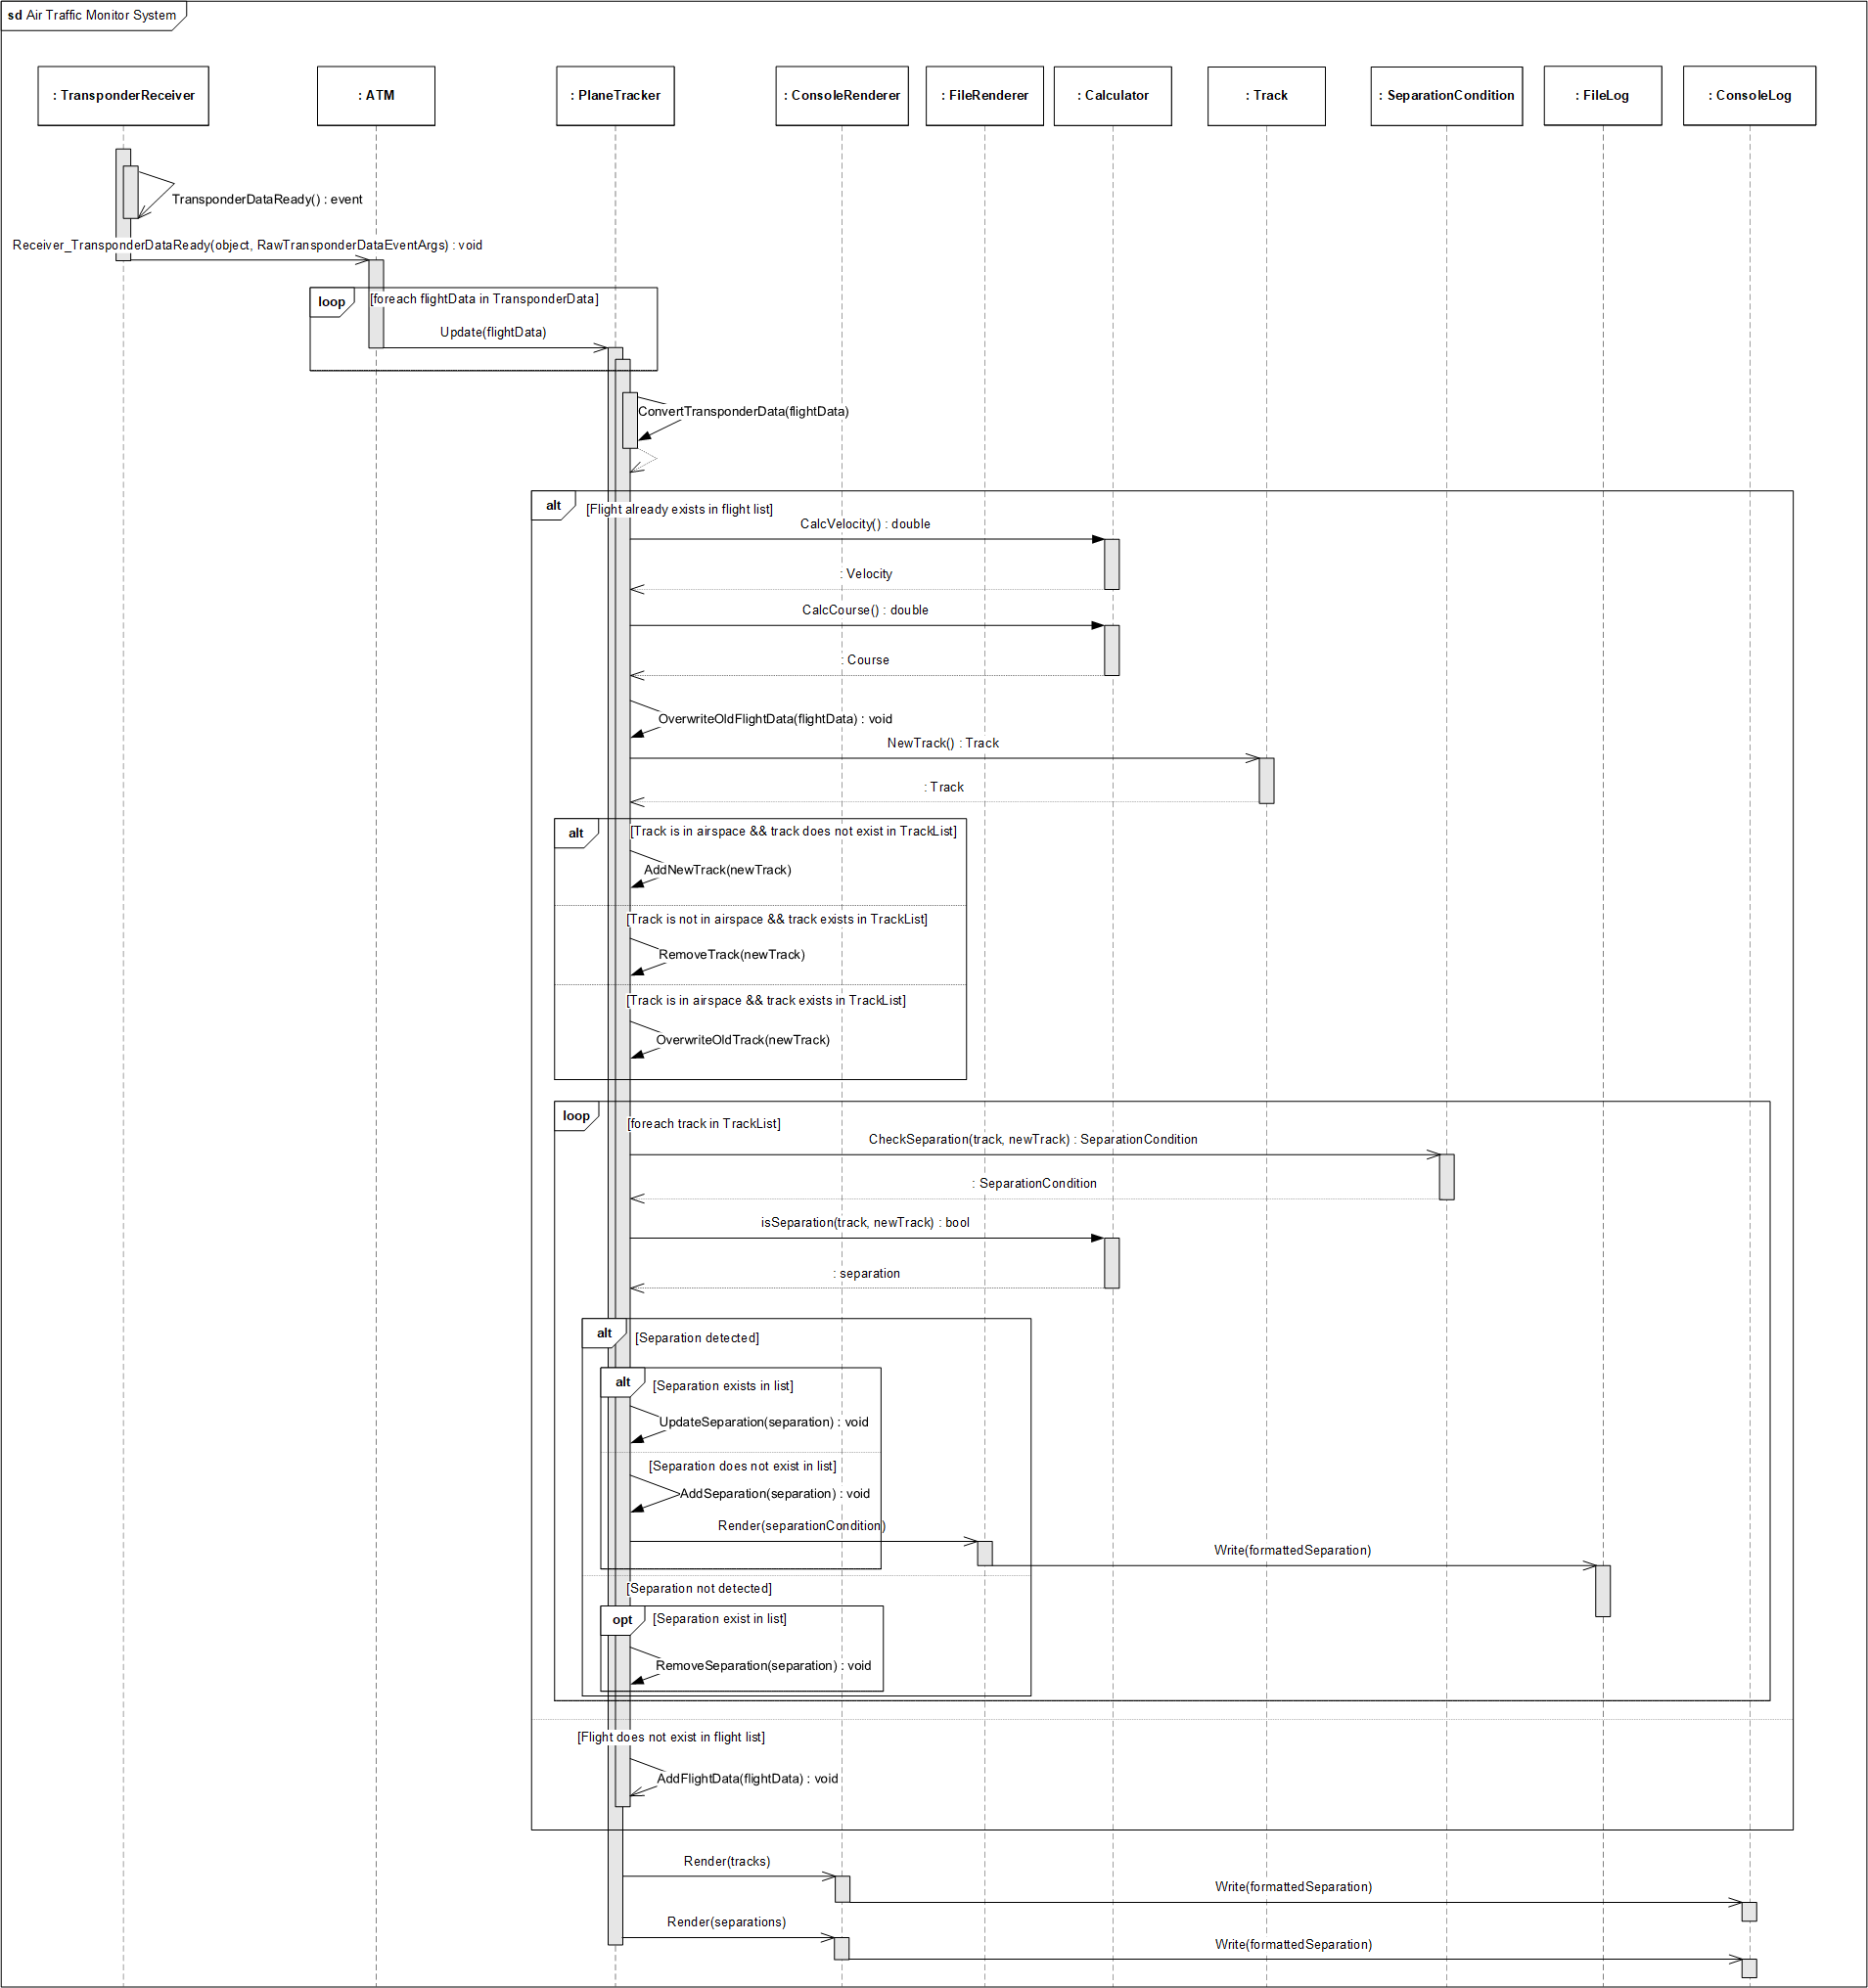 sd Air Traffic Monitor System
: TransponderReceiver
: ATM
: PlaneTracker
: ConsoleRenderer
: FileRenderer
: Calculator
: Track
: SeparationCondition
: FileLog
: ConsoleLog
TransponderDataReady() : event
Receiver_TransponderDataReady(object, RawTransponderDataEventArgs) : void
loop
[foreach flightData in TransponderData]
Update(flightData)
ConvertTransponderData(flightData)
alt
[Flight already exists in flight list]
CalcVelocity() : double
: Velocity
CalcCourse() : double
: Course
OverwriteOldFlightData(flightData) : void
NewTrack() : Track
: Track
alt
[Track is in airspace && track does not exist in TrackList]
AddNewTrack(newTrack)
[Track is not in airspace && track exists in TrackList]
RemoveTrack(newTrack)
[Track is in airspace && track exists in TrackList]
OverwriteOldTrack(newTrack)
loop
[foreach track in TrackList]
CheckSeparation(track, newTrack) : SeparationCondition
: SeparationCondition
isSeparation(track, newTrack) : bool
: separation
alt
[Separation detected]
alt
[Separation exists in list]
UpdateSeparation(separation) : void
[Separation does not exist in list]
AddSeparation(separation) : void
Render(separationCondition)
Write(formattedSeparation)
[Separation not detected]
opt
[Separation exist in list]
RemoveSeparation(separation) : void
[Flight does not exist in flight list]
AddFlightData(flightData) : void
Render(tracks)
Write(formattedSeparation)
Render(separations)
Write(formattedSeparation)